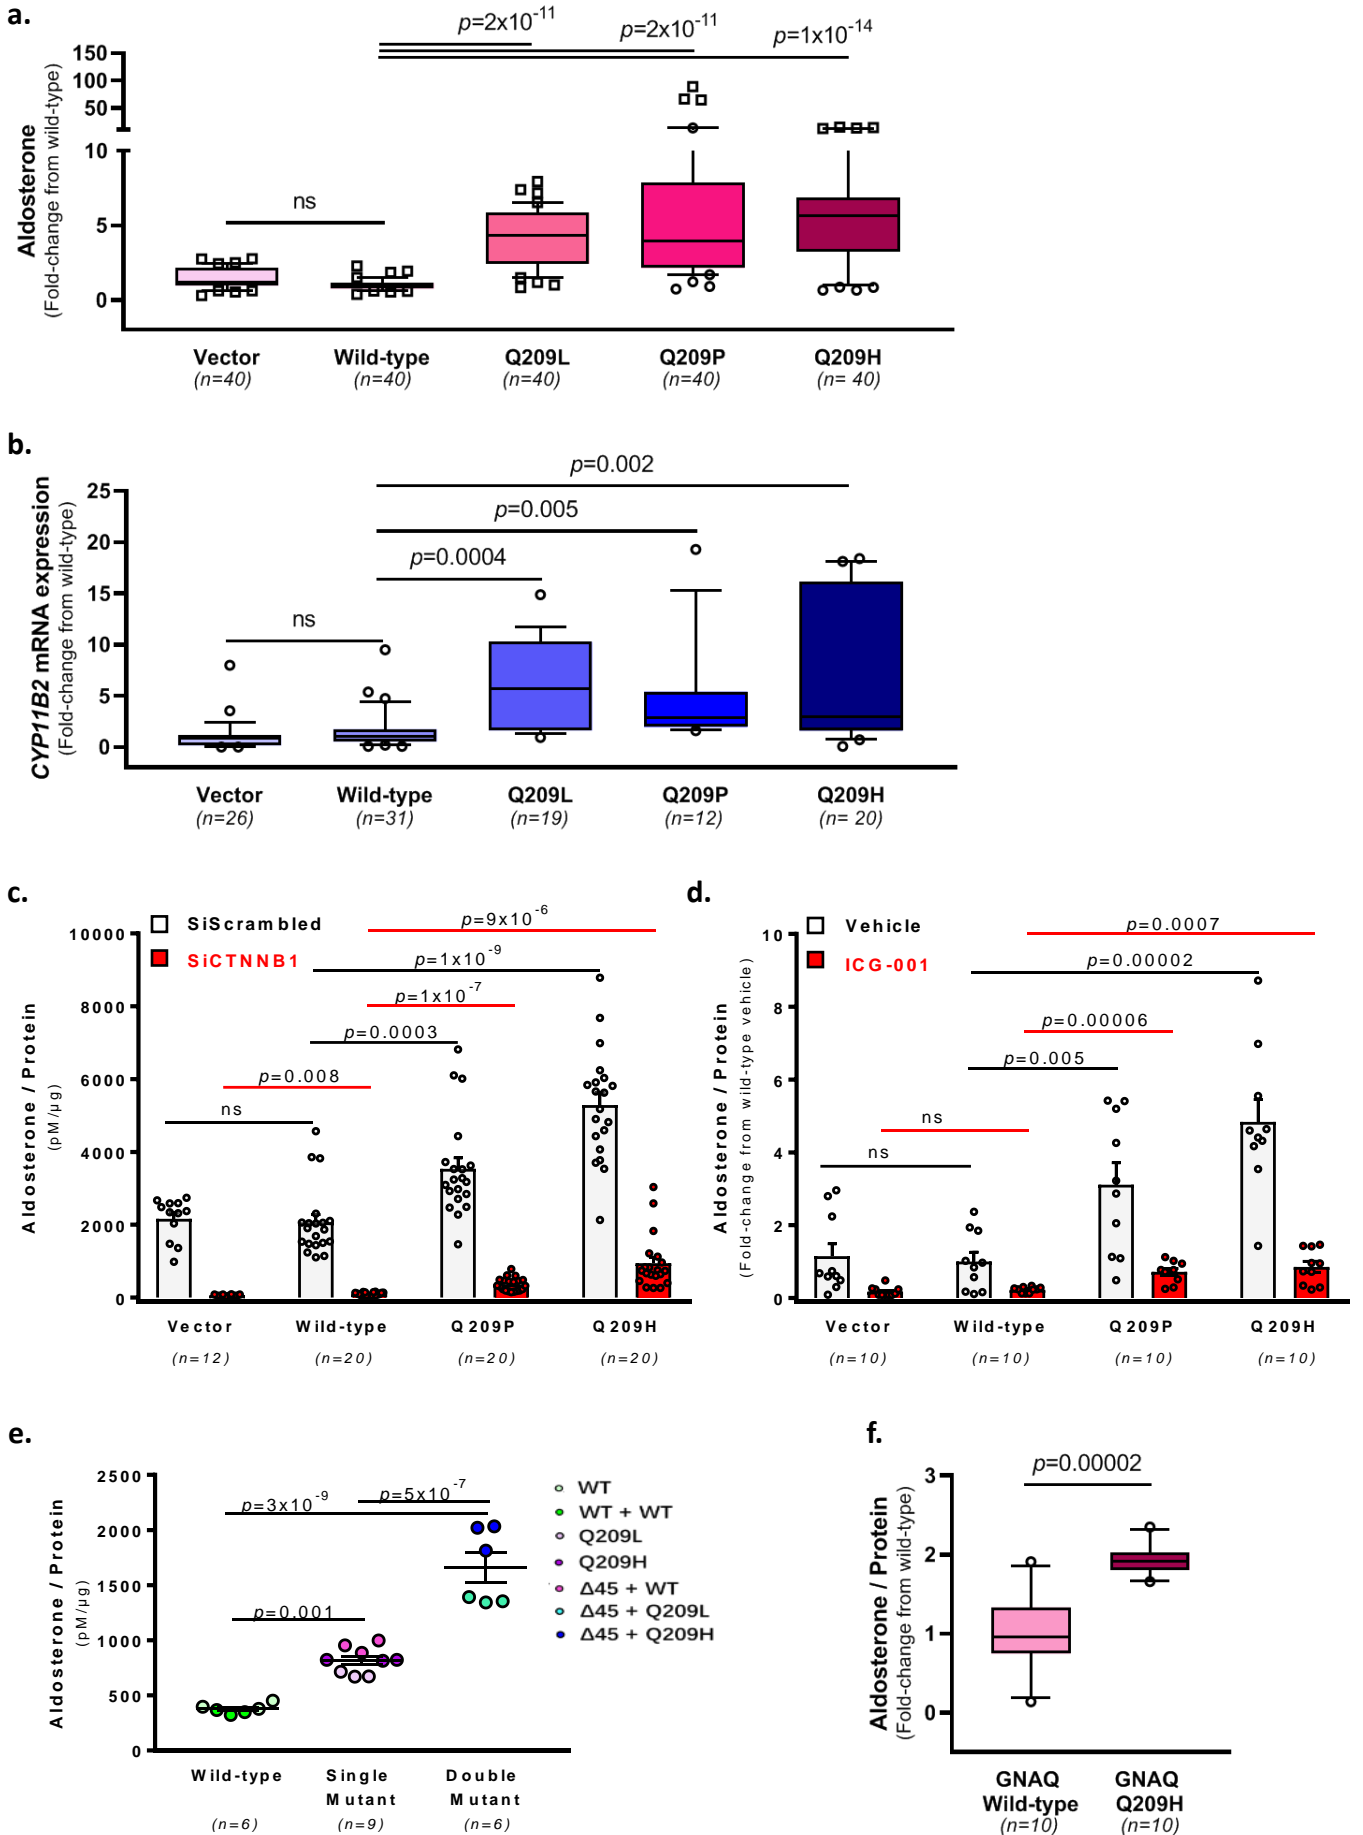 a.
p=2x10-11
p=2x10-11
p=1x10-14
Aldosterone
(Fold-change from wild-type)
150
100
50
10
5
0
ns
Vector
(n=40)
Wild-type
(n=40)
Q209L
(n=40)
Q209P
(n=40)
Q209H
(n= 40)
b.
p=0.002
p=0.005
p=0.0004
ns
CYP11B2 mRNA expression
(Fold-change from wild-type)
25
20
15
10
5
0
Vector
(n=26)
Wild-type
(n=31)
Q209L
(n=19)
Q209P
(n=12)
Q209H
(n= 20)
c.
SiScrambled
SiCTNNB1
p=9x10-6
p=1x10-9
p=1x10-7
p=0.0003
p=0.008
ns
Aldosterone / Protein
(pM/µg)
10000
8000
6000
4000
2000
0
Vector
(n=12)
Wild-type
(n=20)
Q209P
(n=20)
Q209H
(n=20)
d.
Vehicle
ICG-001
p=0.0007
p=0.00002
p=0.00006
p=0.005
ns
ns
Aldosterone / Protein
(Fold-change from wild-type vehicle)
10
8
6
4
2
0
Vector
(n=10)
Wild-type
(n=10)
Q209P
(n=10)
Q209H
(n=10)
e.
p=3x10-9
p=5x10-7
p=0.001
Aldosterone / Protein
(pM/µg)
2500
2000
1500
1000
500
0
Wild-type
(n=6)
Single
Mutant
(n=9)
Double
Mutant
(n=6)
WT
WT + WT
Q209L
Q209H
Δ45 + WT
Δ45 + Q209L
Δ45 + Q209H
f.
p=0.00002
Aldosterone / Protein
(Fold-change from wild-type)
3
2
1
0
GNAQ
Wild-type
(n=10)
GNAQ
Q209H
(n=10)